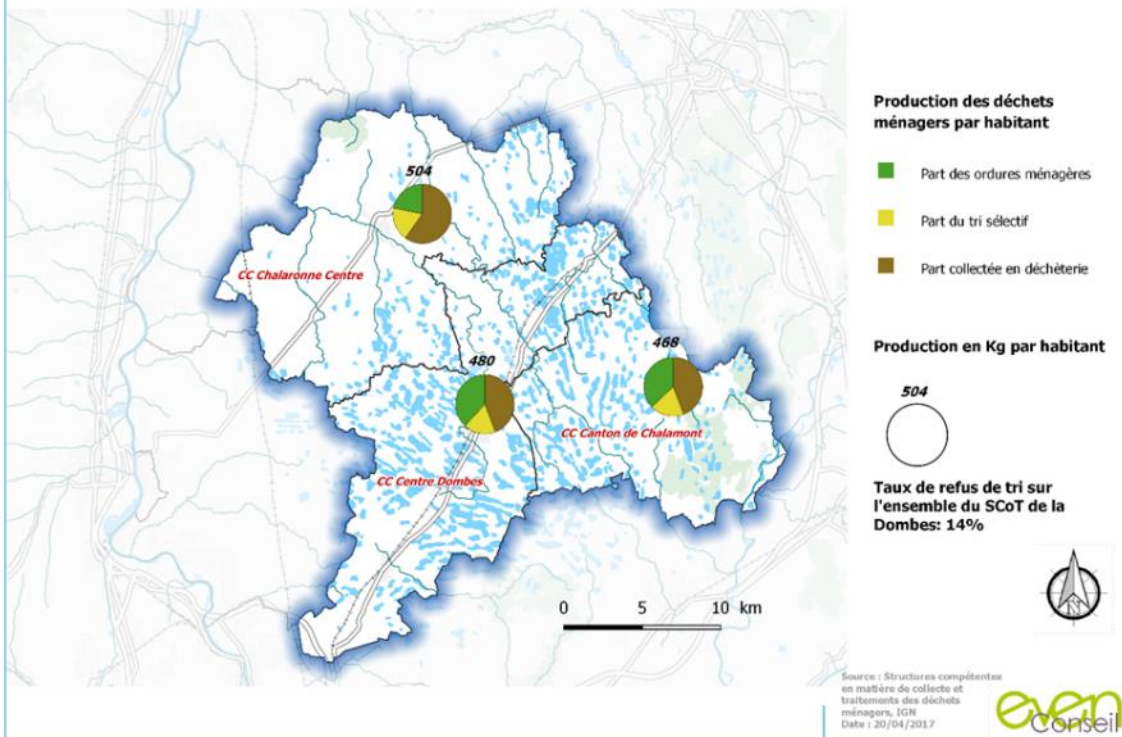 504
CC Chalaronne Centre
480
468
CC Canton de Chalamont
CC Centre Dombes
0 5 10 km
Production des déchets
ménagers par habitant
Part des ordures ménagères
Part du tri sélectif
Part collectée en déchèterie
Production en Kg par habitant
504
Taux de refus de tri sur
l'ensemble du SCoT de la
Dombes: 14%
N
Source : Structures compétentes
en matière de collecte et
traitements des déchets
ménagers, IGN
Date : 20/04/2017
even
Conseil